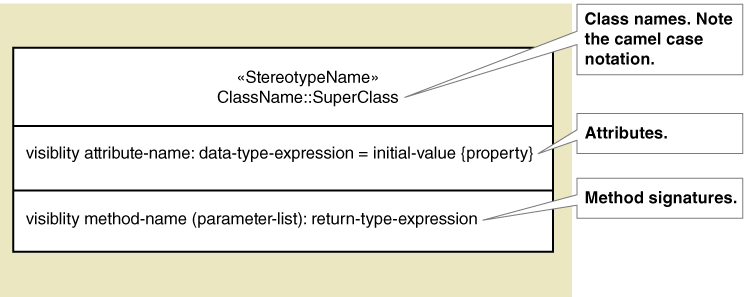 «StereotypeName»
ClassName::SuperClass
visiblity attribute-name: data-type-expression = initial-value {property}
visiblity method-name (parameter-list): return-type-expression
Class names. Note
the camel case
notation.
Attributes.
Method signatures.